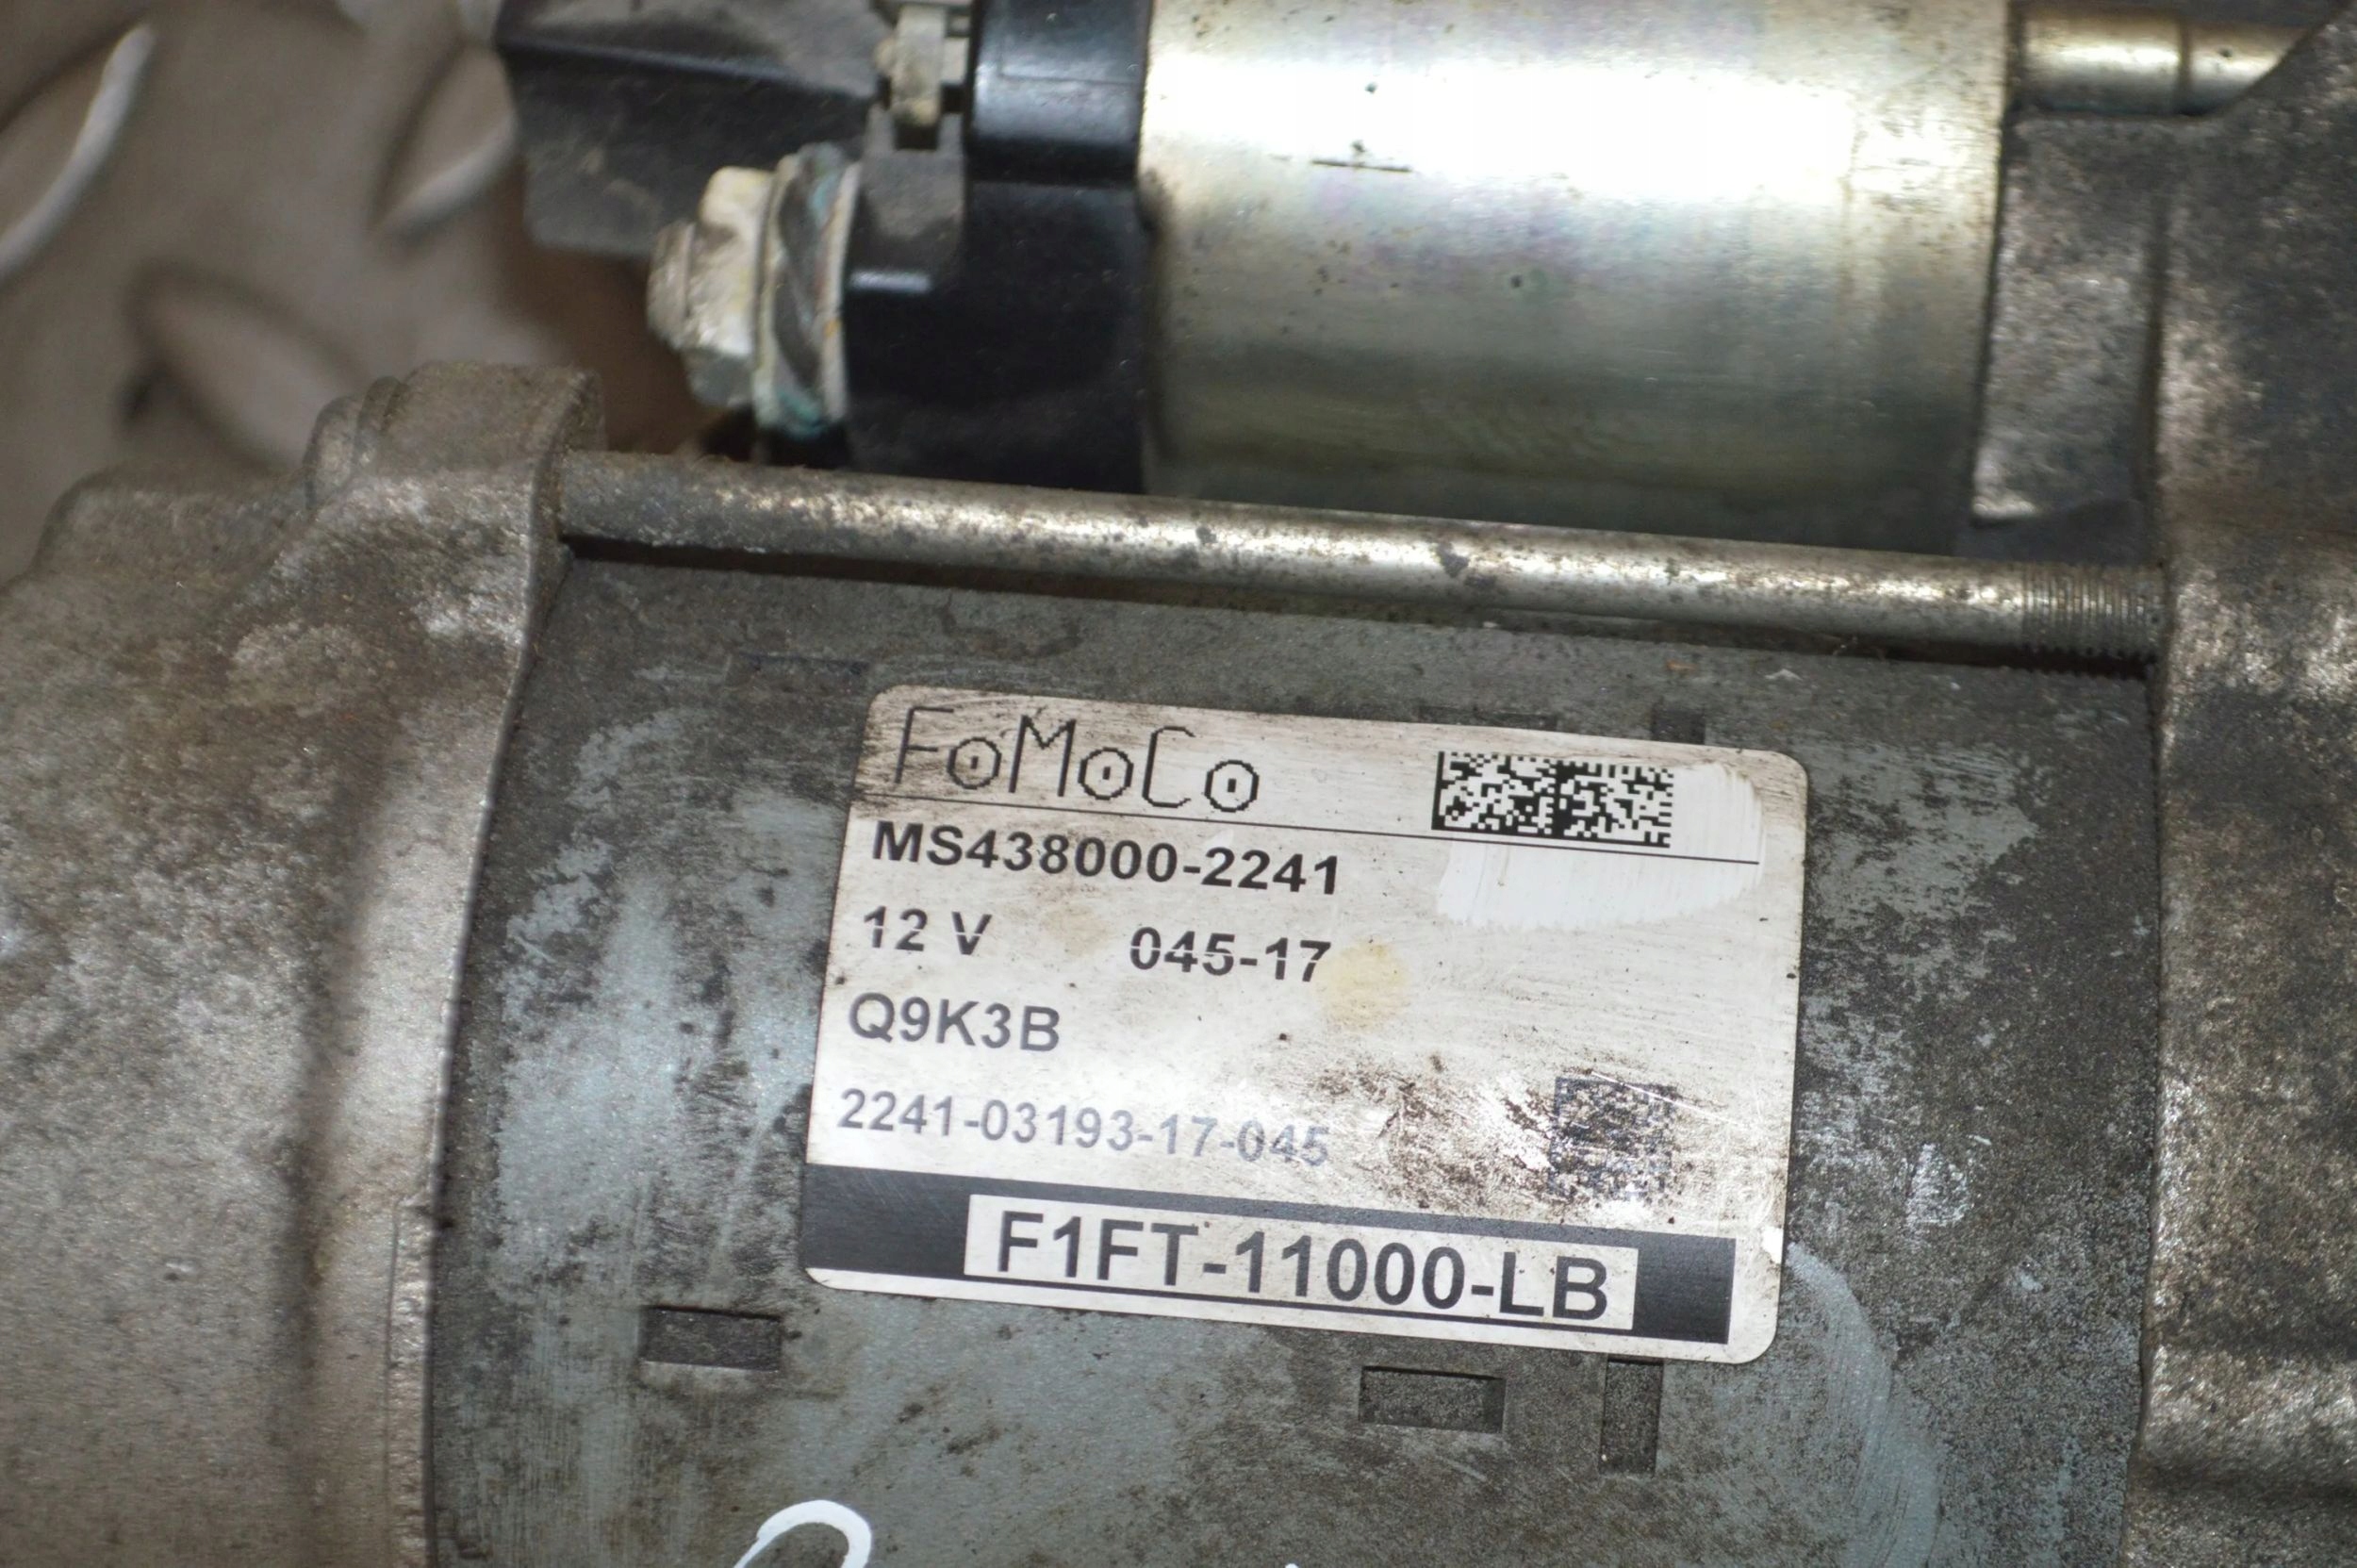 FoMoCo
MS438000-2241
12 V 045-17
Q9K3B
2241-03193-17-045
F1FT-11000-LB